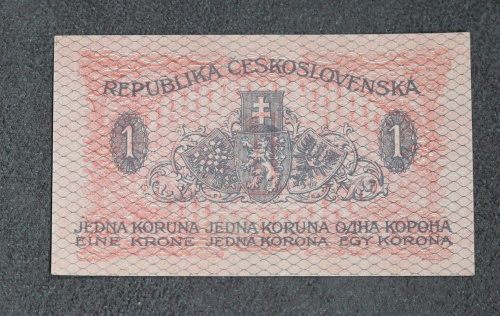 REPUBLIKA ČESKOSLOVENSKÁ
1 1
JEDNA KORUNA JEDNA KORUNA ОДНА КОРОНА
EINE KRONE JEDNA KORONA EGY KORONA